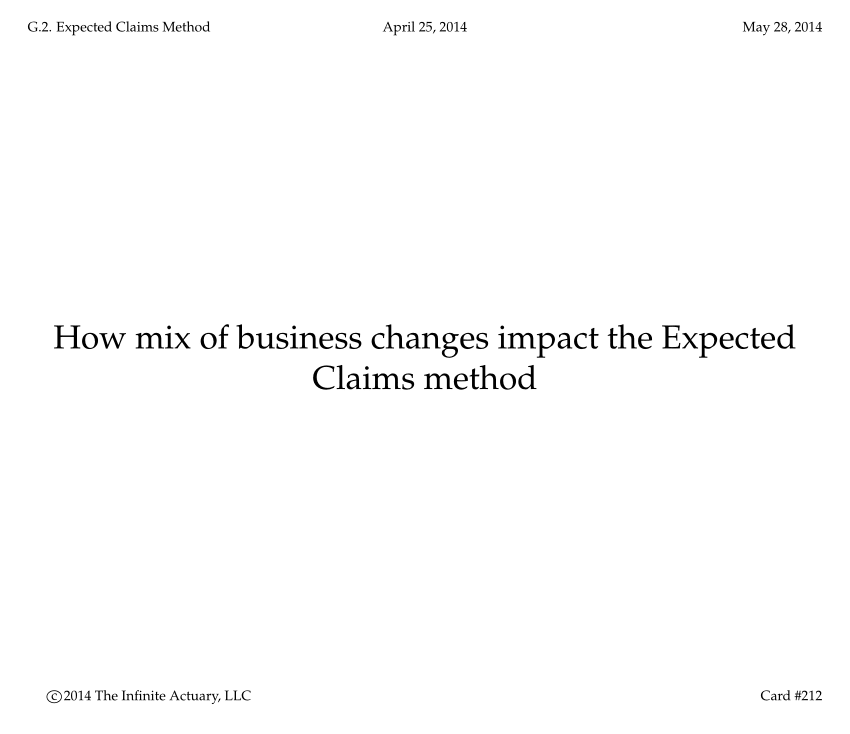 G.2. Expected Claims Method April 25, 2014 May 28, 2014
How mix of business changes impact the Expected
Claims method
©2014 The Infinite Actuary, LLC Card #212